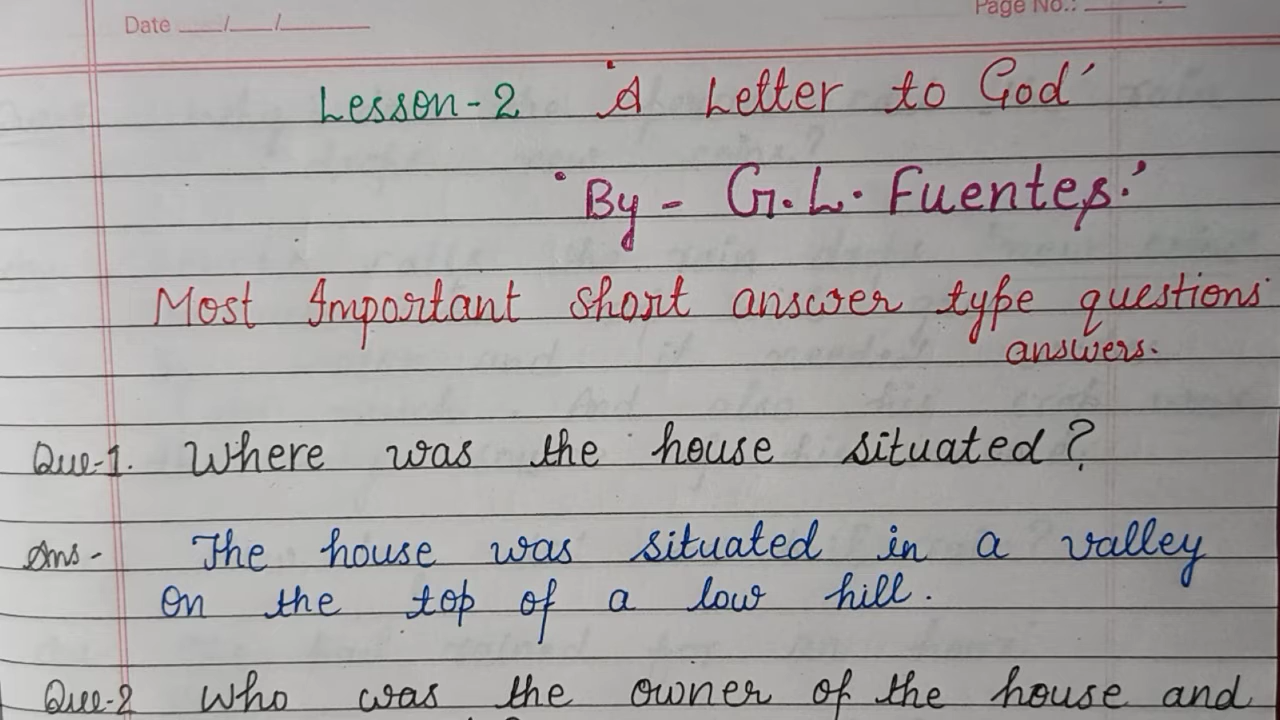 Date ___/___/______
Page No.: ______
Lesson-2 'A Letter to God'
'By - G.L. Fuentes.'
Most Important short answer type questions
answers.
Que-1. Where was the house situated?
Ans- The house was situated in a valley
on the top of a low hill.
Que-2 Who was the owner of the house and